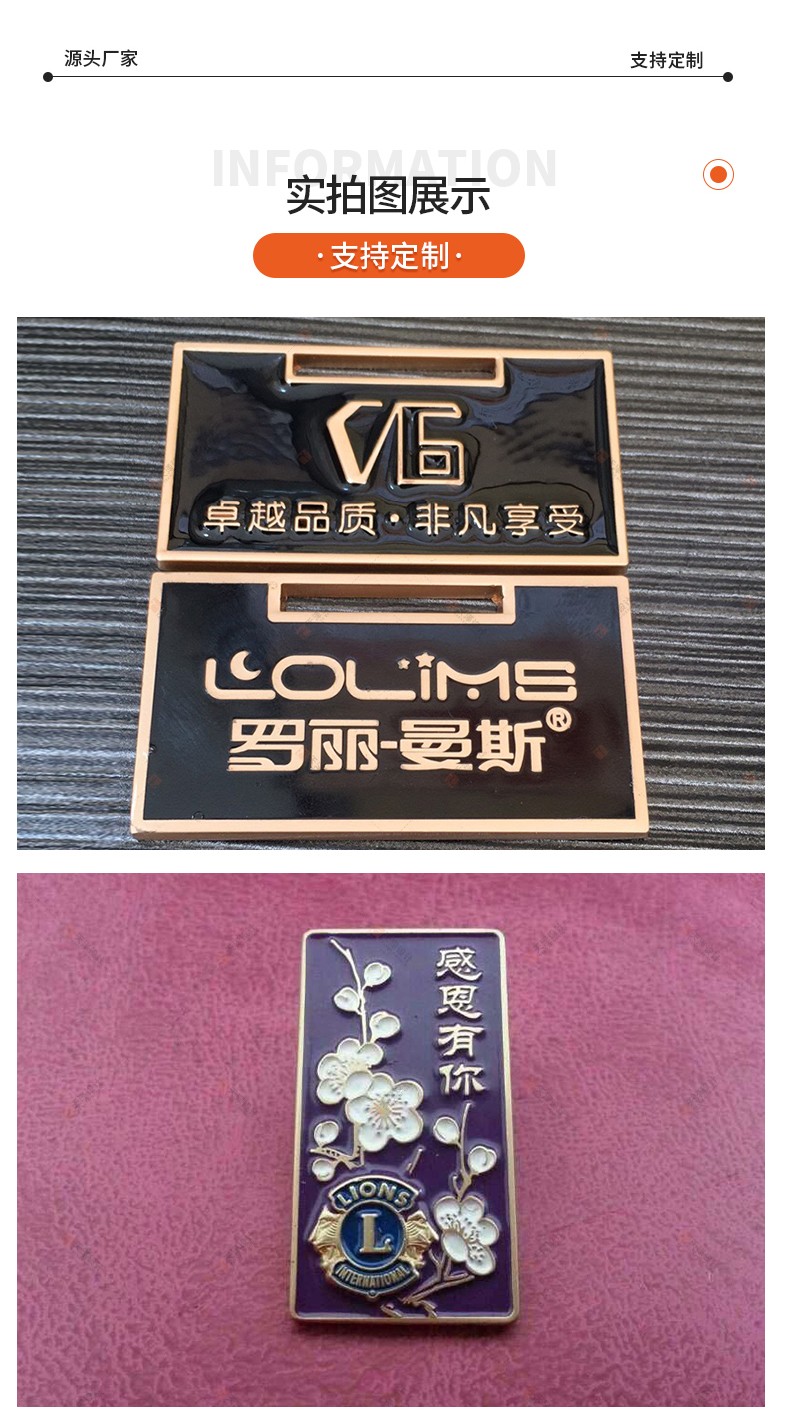 源头厂家
支持定制
INFORMATION
实拍图展示
·支持定制·
V6
卓越品质·非凡享受
LOLiMS
罗丽-曼斯®
感恩有你
LIONS
L
INTERNATIONAL